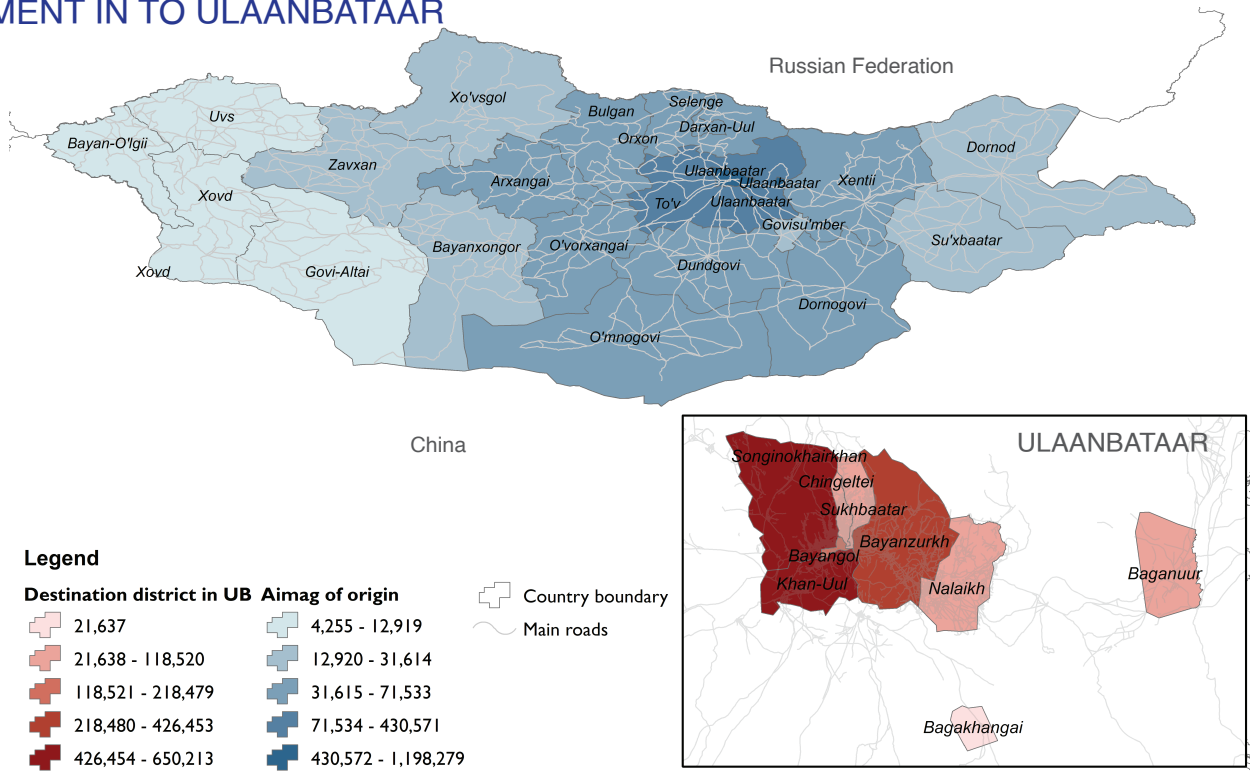 MENT IN TO ULAANBATAAR
Russian Federation
Xo'vsgol
Bulgan
Selenge
Uvs
Darxan-Uul
Orxon
Bayan-O'lgii
Dornod
Zavxan
Ulaanbaatar
Arxangai
Ulaanbaatar
Xentii
Xovd
To'v
Ulaanbaatar
Govisu'mber
O'vorxangai
Su'xbaatar
Bayanxongor
Dundgovi
Xovd
Govi-Altai
Dornogovi
O'mnogovi
China
ULAANBATAAR
Songinokhairkhan
Chingeltei
Sukhbaatar
Bayanzurkh
Bayangol
Khan-Uul
Nalaikh
Baganuur
Bagakhangai
Legend
Destination district in UB
21,637
21,638 - 118,520
118,521 - 218,479
218,480 - 426,453
426,454 - 650,213
Aimag of origin
4,255 - 12,919
12,920 - 31,614
31,615 - 71,533
71,534 - 430,571
430,572 - 1,198,279
Country boundary
Main roads